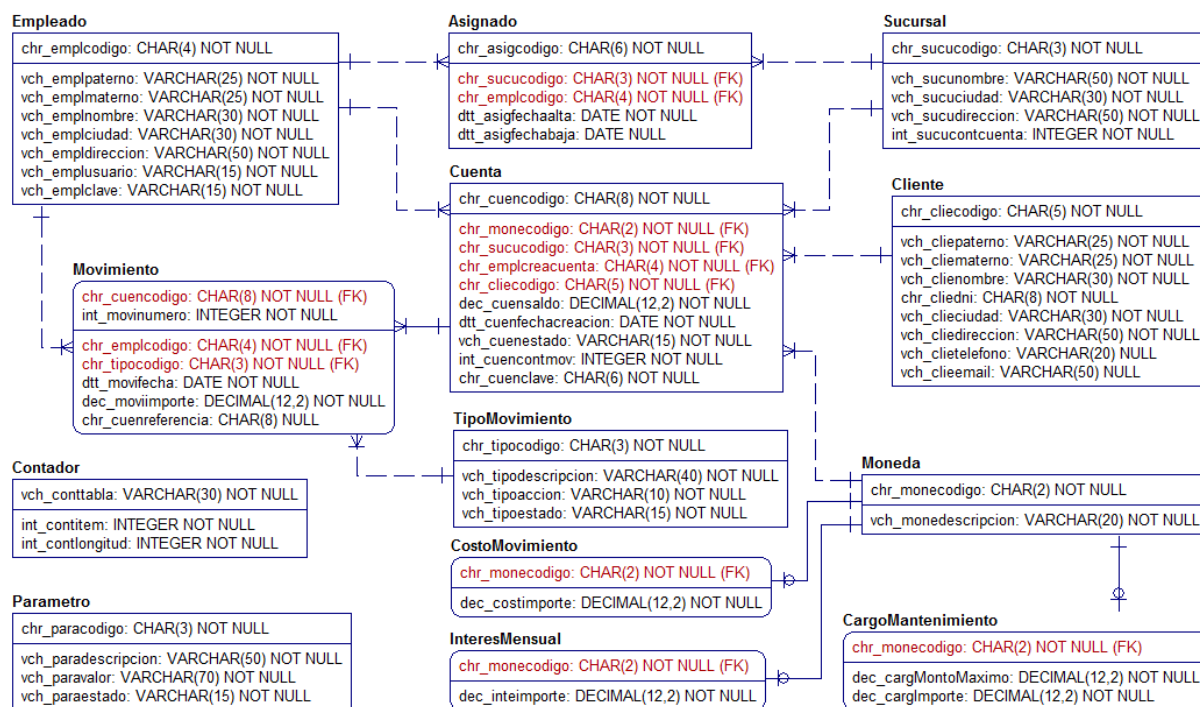 Empleado
chr_emplcodigo: CHAR(4) NOT NULL
vch_emplpaterno: VARCHAR(25) NOT NULL
vch_emplmaterno: VARCHAR(25) NOT NULL
vch_emplnombre: VARCHAR(30) NOT NULL
vch_emplciudad: VARCHAR(30) NOT NULL
vch_empldireccion: VARCHAR(50) NOT NULL
vch_emplusuario: VARCHAR(15) NOT NULL
vch_emplclave: VARCHAR(15) NOT NULL
Asignado
chr_asigcodigo: CHAR(6) NOT NULL
chr_sucucodigo: CHAR(3) NOT NULL (FK)
chr_emplcodigo: CHAR(4) NOT NULL (FK)
dtt_asigfechaalta: DATE NOT NULL
dtt_asigfechabaja: DATE NULL
Sucursal
chr_sucucodigo: CHAR(3) NOT NULL
vch_sucunombre: VARCHAR(50) NOT NULL
vch_sucuciudad: VARCHAR(30) NOT NULL
vch_sucudireccion: VARCHAR(50) NOT NULL
int_sucucontcuenta: INTEGER NOT NULL
Cuenta
chr_cuencodigo: CHAR(8) NOT NULL
chr_monecodigo: CHAR(2) NOT NULL (FK)
chr_sucucodigo: CHAR(3) NOT NULL (FK)
chr_emplcreacuenta: CHAR(4) NOT NULL (FK)
chr_cliecodigo: CHAR(5) NOT NULL (FK)
dec_cuensaldo: DECIMAL(12,2) NOT NULL
dtt_cuenfechacreacion: DATE NOT NULL
vch_cuenestado: VARCHAR(15) NOT NULL
int_cuencontmov: INTEGER NOT NULL
chr_cuenclave: CHAR(6) NOT NULL
Cliente
chr_cliecodigo: CHAR(5) NOT NULL
vch_cliepaterno: VARCHAR(25) NOT NULL
vch_cliematerno: VARCHAR(25) NOT NULL
vch_clienombre: VARCHAR(30) NOT NULL
chr_cliedni: CHAR(8) NOT NULL
vch_clieciudad: VARCHAR(30) NOT NULL
vch_cliedireccion: VARCHAR(50) NOT NULL
vch_clietelefono: VARCHAR(20) NULL
vch_clieemail: VARCHAR(50) NULL
Movimiento
chr_cuencodigo: CHAR(8) NOT NULL (FK)
int_movinumero: INTEGER NOT NULL
chr_emplcodigo: CHAR(4) NOT NULL (FK)
chr_tipocodigo: CHAR(3) NOT NULL (FK)
dtt_movifecha: DATE NOT NULL
dec_moviimporte: DECIMAL(12,2) NOT NULL
chr_cuenreferencia: CHAR(8) NULL
TipoMovimiento
chr_tipocodigo: CHAR(3) NOT NULL
vch_tipodescripcion: VARCHAR(40) NOT NULL
vch_tipoaccion: VARCHAR(10) NOT NULL
vch_tipoestado: VARCHAR(15) NOT NULL
Contador
vch_conttabla: VARCHAR(30) NOT NULL
int_contitem: INTEGER NOT NULL
int_contlongitud: INTEGER NOT NULL
Moneda
chr_monecodigo: CHAR(2) NOT NULL
vch_monedescripcion: VARCHAR(20) NOT NULL
CostoMovimiento
chr_monecodigo: CHAR(2) NOT NULL (FK)
dec_costimporte: DECIMAL(12,2) NOT NULL
Parametro
chr_paracodigo: CHAR(3) NOT NULL
vch_paradescripcion: VARCHAR(50) NOT NULL
vch_paravalor: VARCHAR(70) NOT NULL
vch_paraestado: VARCHAR(15) NOT NULL
InteresMensual
chr_monecodigo: CHAR(2) NOT NULL (FK)
dec_inteimporte: DECIMAL(12,2) NOT NULL
CargoMantenimiento
chr_monecodigo: CHAR(2) NOT NULL (FK)
dec_cargMontoMaximo: DECIMAL(12,2) NOT NULL
dec_cargImporte: DECIMAL(12,2) NOT NULL